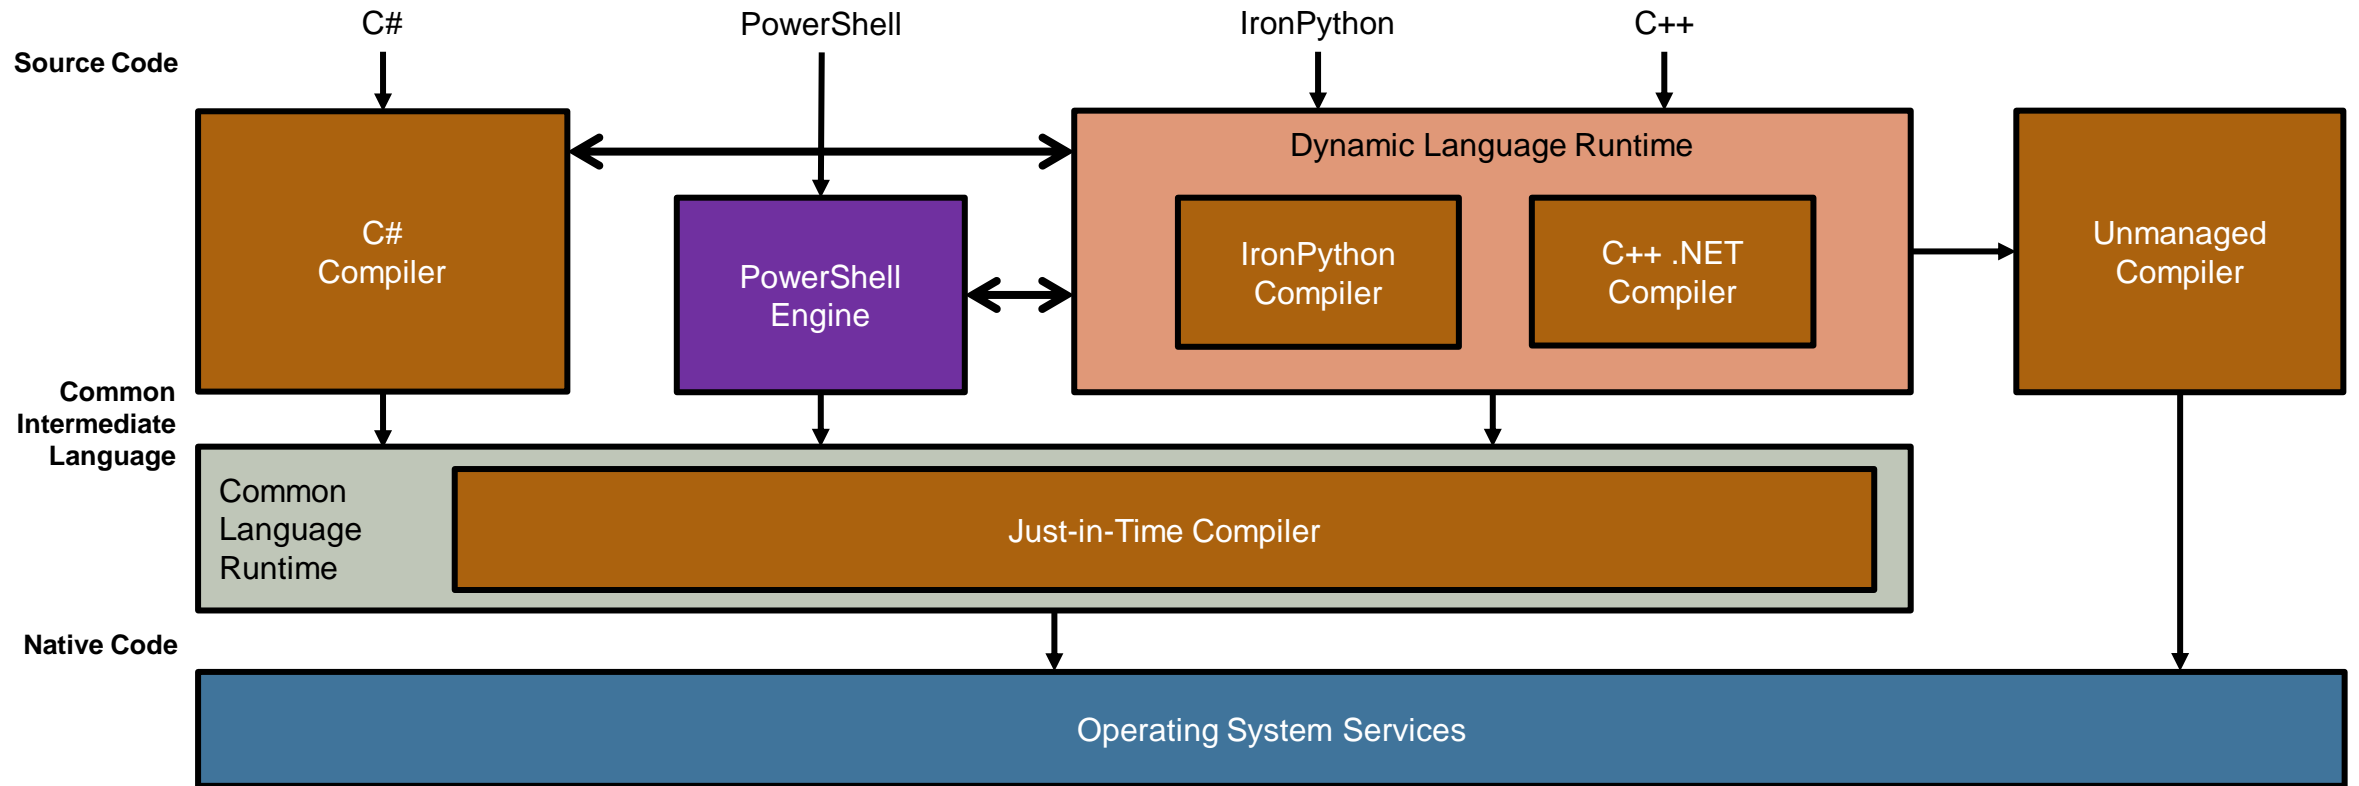 C#
PowerShell
IronPython
C++
Source Code
Dynamic Language Runtime
C#
Compiler
PowerShell
Engine
IronPython
Compiler
C++ .NET
Compiler
Unmanaged
Compiler
Common
Intermediate
Language
Common
Language
Runtime
Just-in-Time Compiler
Native Code
Operating System Services